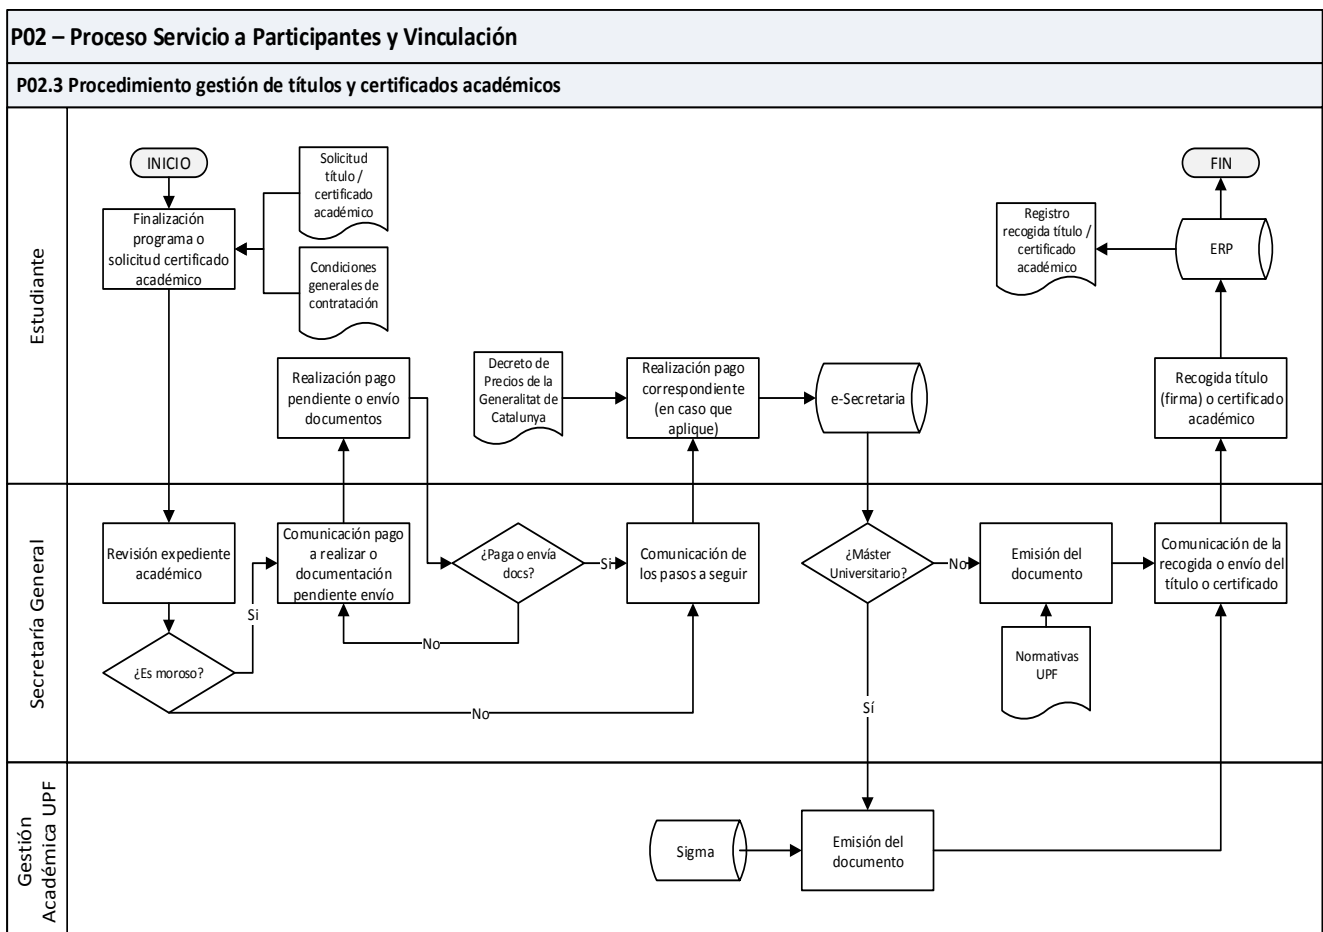 P02 – Proceso Servicio a Participantes y Vinculación
P02.3 Procedimiento gestión de títulos y certificados académicos
Estudiante
INICIO
Finalización
programa o
solicitud certificado
académico
Solicitud
título /
certificado
académico
Condiciones
generales de
contratación
Realización pago
pendiente o envío
documentos
Decreto de
Precios de la
Generalitat de
Catalunya
Realización pago
correspondiente
(en caso que
aplique)
e-Secretaria
Recogida título
(firma) o certificado
académico
Registro
recogida título /
certificado
académico
ERP
FIN
Secretaría General
Revisión expediente
académico
¿Es moroso?
Si
No
Comunicación pago
a realizar o
documentación
pendiente envío
¿Paga o envía
docs?
Si
No
Comunicación de
los pasos a seguir
¿Máster
Universitario?
No
Sí
Emisión del
documento
Normativas
UPF
Comunicación de la
recogida o envío del
título o certificado
Gestión
Académica UPF
Sigma
Emisión del
documento